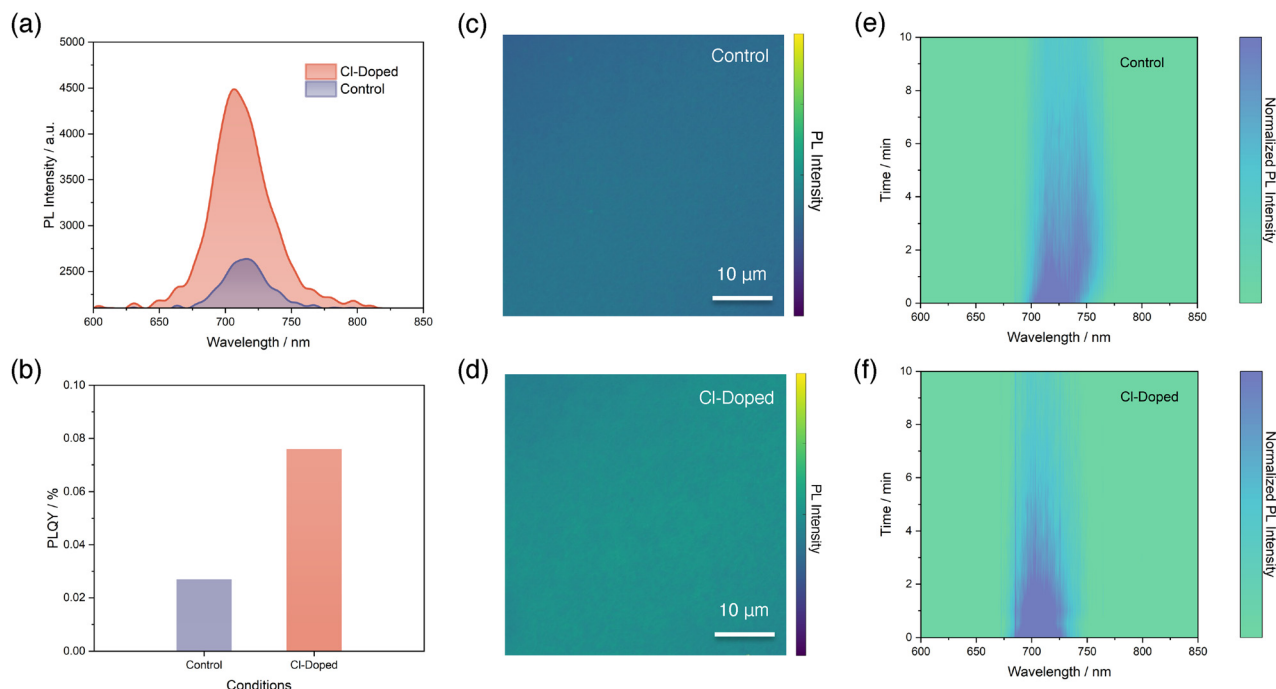 (a)
5000
4500
4000
3500
3000
2500
PL Intensity / a.u.
Cl-Doped
Control
600 650 700 750 800 850
Wavelength / nm
(b)
0.10
0.08
0.06
0.04
0.02
0.00
PLQY / %
Control Cl-Doped
Conditions
(c)
Control
10 μm
PL Intensity
(d)
Cl-Doped
10 μm
PL Intensity
(e)
10
8
6
4
2
0
Time / min
Control
600 650 700 750 800 850
Wavelength / nm
Normalized PL Intensity
(f)
10
8
6
4
2
0
Time / min
Cl-Doped
600 650 700 750 800 850
Wavelength / nm
Normalized PL Intensity